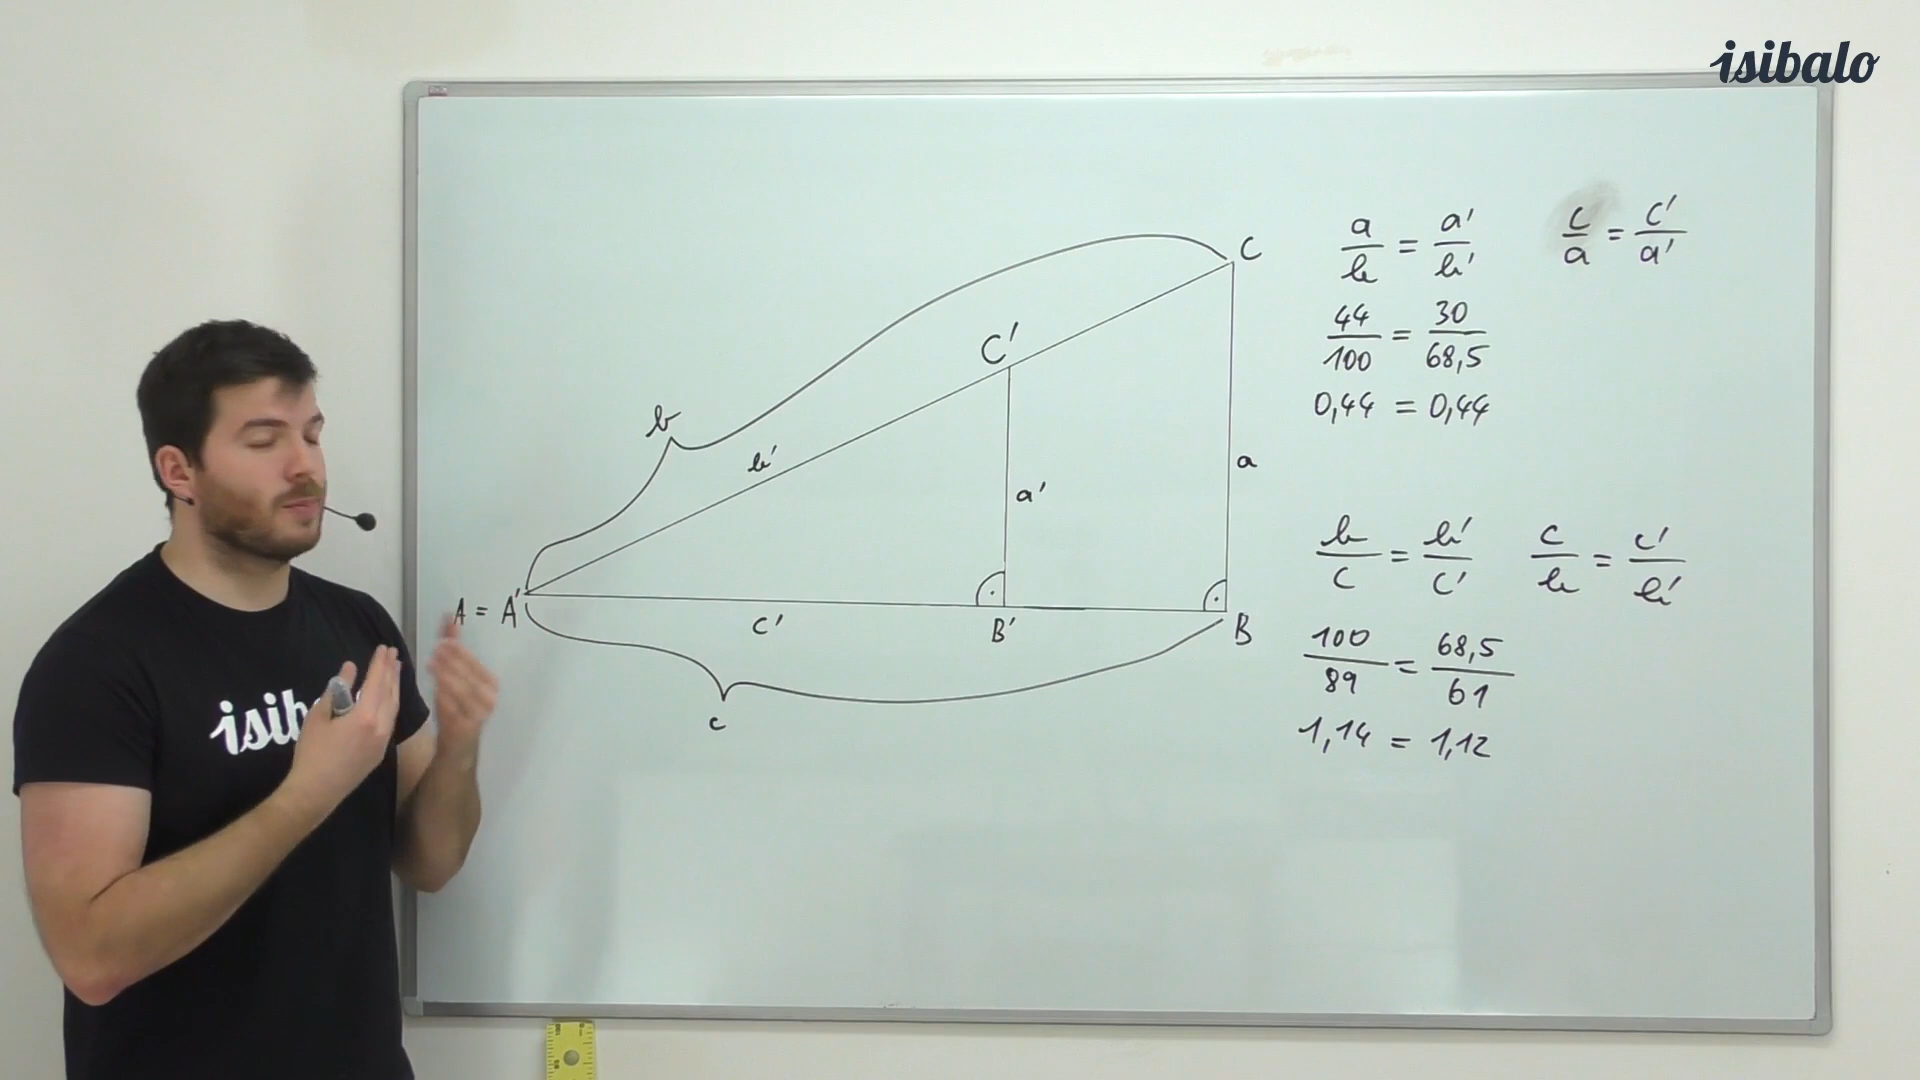 isibalo
a/b = a'/b'
c/a = c'/a'
44/100 = 30/68,5
0,44 = 0,44
C
C'
b
b'
a'
a
A = A'
c'
B'
B
c
b/c = b'/c'
c/b = c'/b'
100/89 = 68,5/61
1,14 = 1,12